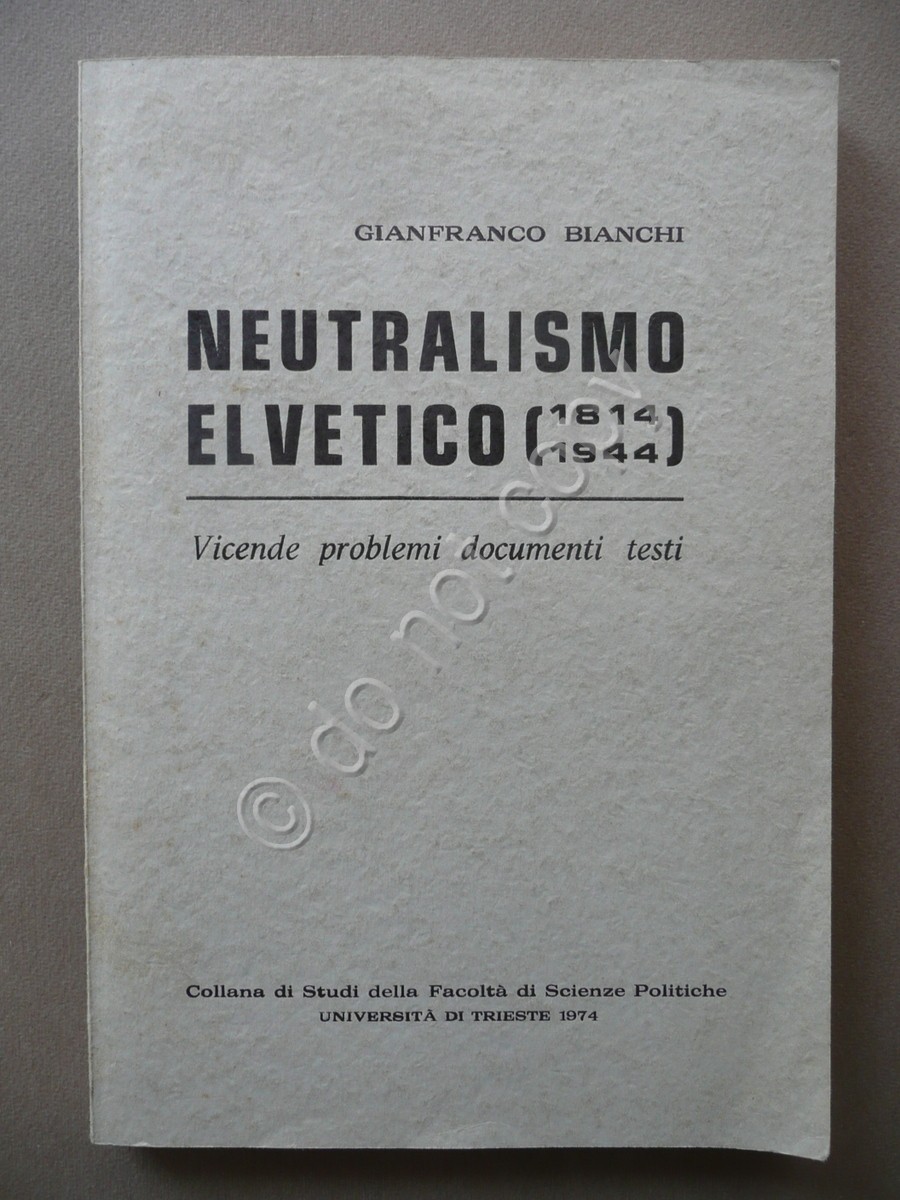 GIANFRANCO BIANCHI
NEUTRALISMO
ELVETICO (1814
1944)
Vicende problemi documenti testi
© do not copy
Collana di Studi della Facoltà di Scienze Politiche
UNIVERSITÀ DI TRIESTE 1974